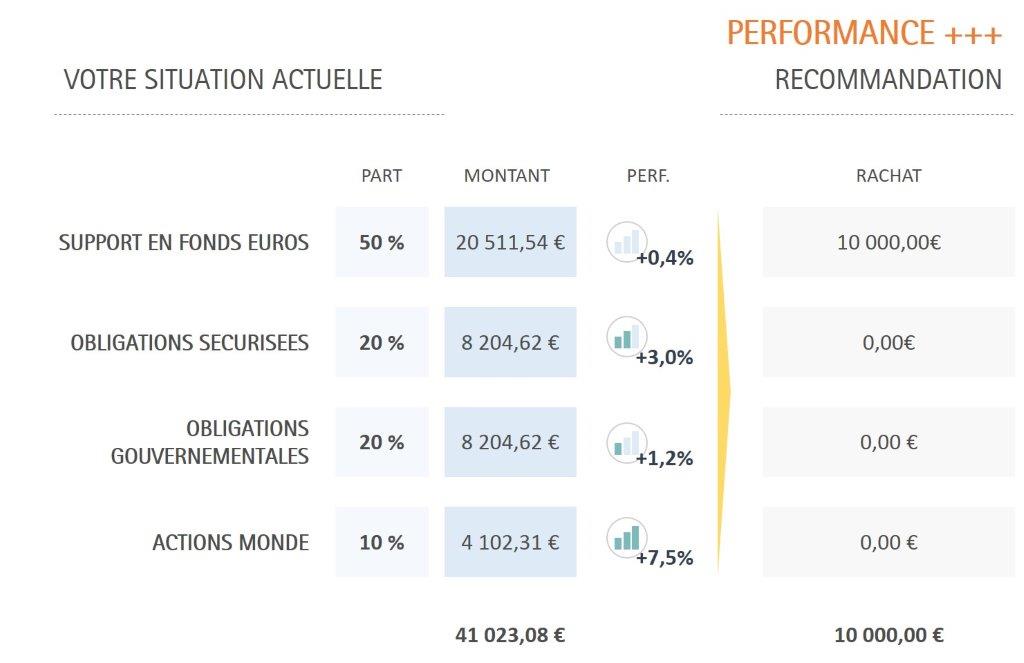 PERFORMANCE +++
VOTRE SITUATION ACTUELLE
RECOMMANDATION
PART MONTANT PERF. RACHAT
SUPPORT EN FONDS EUROS 50 % 20 511,54 € +0,4% 10 000,00€
OBLIGATIONS SECURISEES 20 % 8 204,62 € +3,0% 0,00€
OBLIGATIONS
GOUVERNEMENTALES 20 % 8 204,62 € +1,2% 0,00 €
ACTIONS MONDE 10 % 4 102,31 € +7,5% 0,00 €
41 023,08 € 10 000,00 €